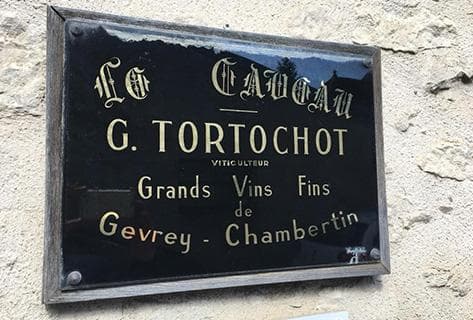 Le Caveau
G. TORTOCHOT
VITICULTEUR
Grands Vins Fins
de
Gevrey - Chambertin